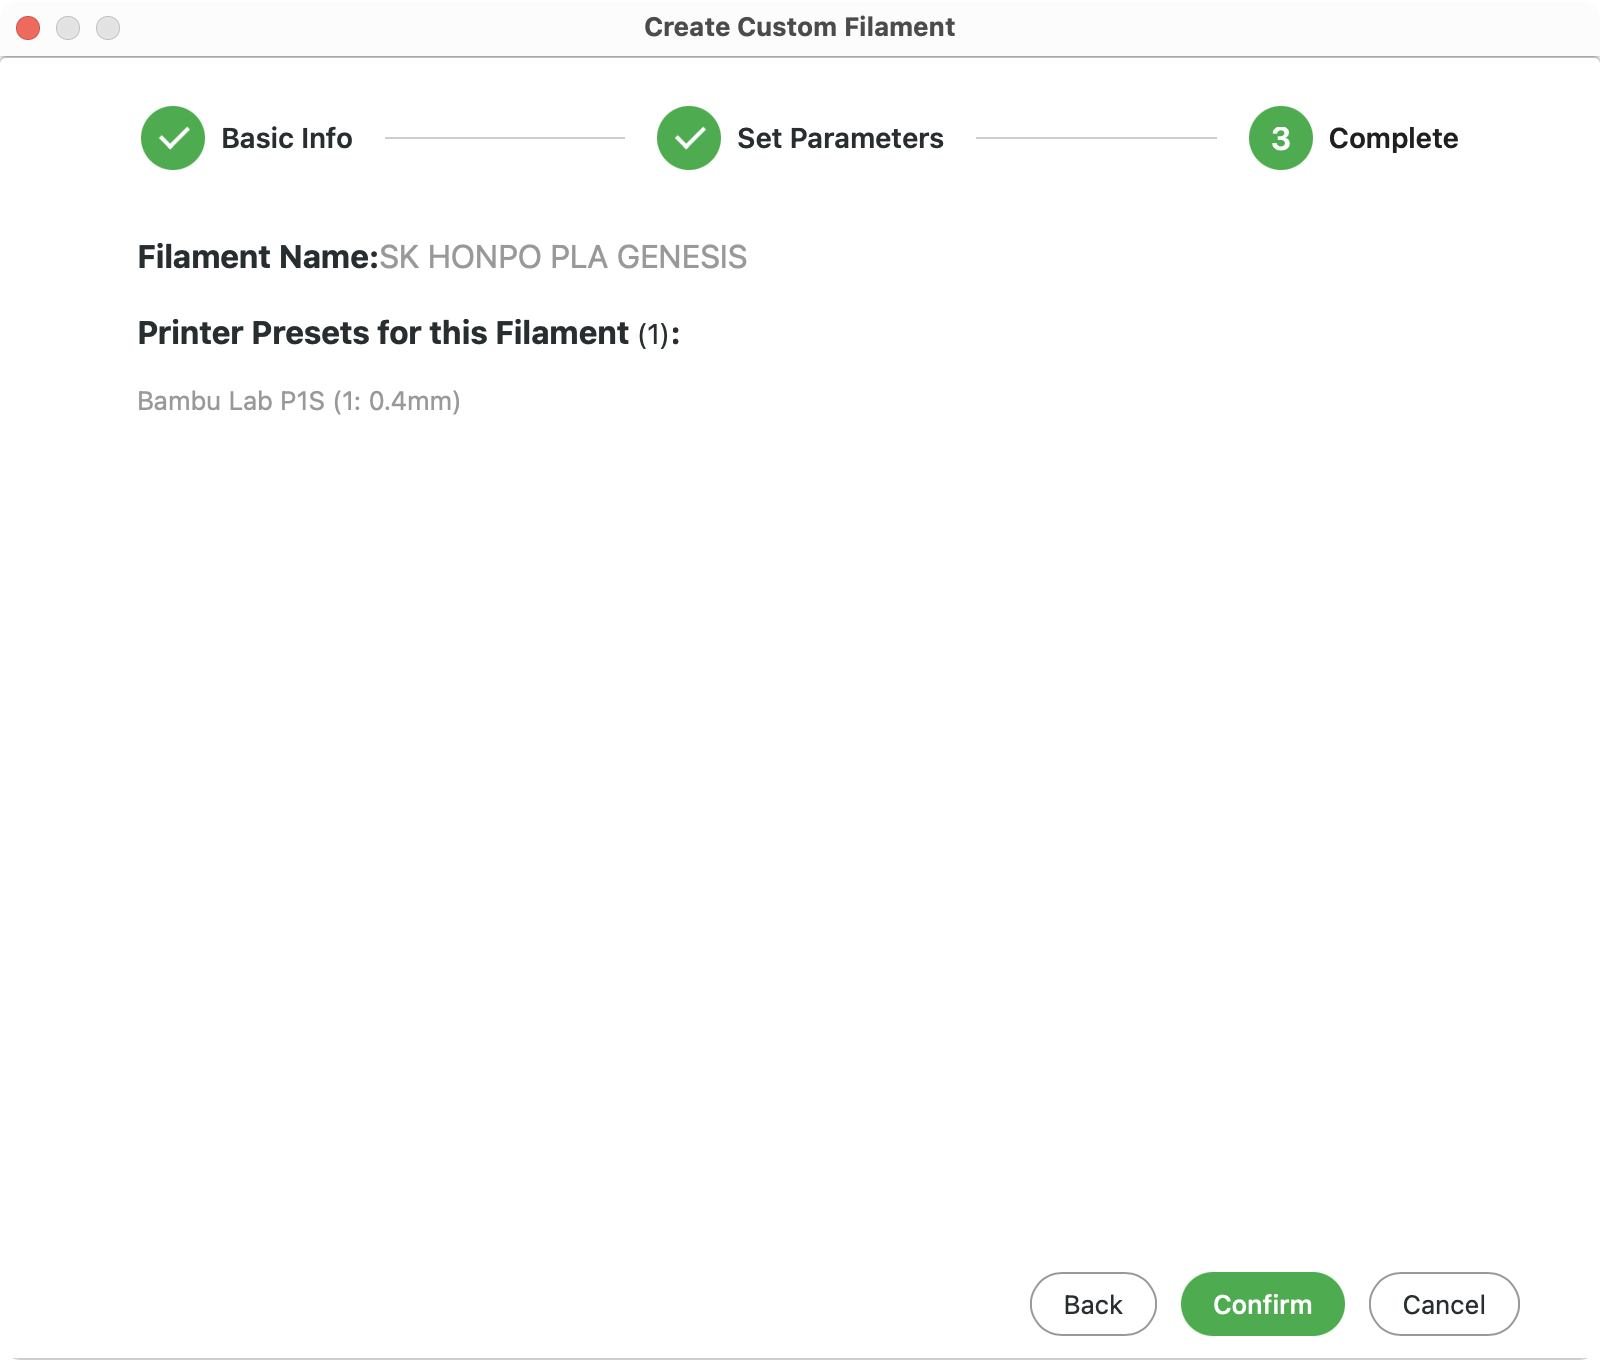 Create Custom Filament
Basic Info
Set Parameters
3 Complete
Filament Name:SK HONPO PLA GENESIS
Printer Presets for this Filament (1):
Bambu Lab P1S (1: 0.4mm)
Back
Confirm
Cancel